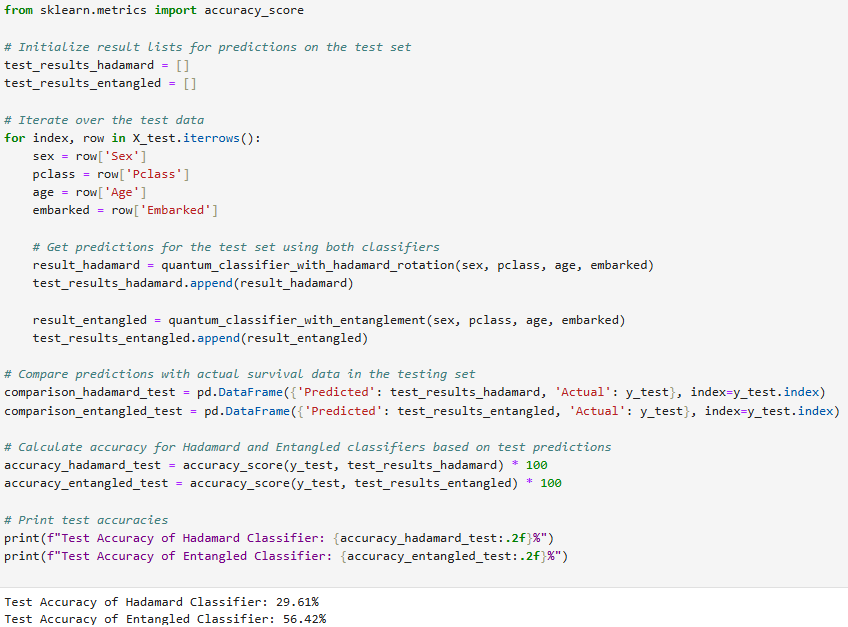 from sklearn.metrics import accuracy_score
# Initialize result lists for predictions on the test set
test_results_hadamard = []
test_results_entangled = []
# Iterate over the test data
for index, row in X_test.iterrows():
    sex = row['Sex']
    pclass = row['Pclass']
    age = row['Age']
    embarked = row['Embarked']
    # Get predictions for the test set using both classifiers
    result_hadamard = quantum_classifier_with_hadamard_rotation(sex, pclass, age, embarked)
    test_results_hadamard.append(result_hadamard)
    result_entangled = quantum_classifier_with_entanglement(sex, pclass, age, embarked)
    test_results_entangled.append(result_entangled)
# Compare predictions with actual survival data in the testing set
comparison_hadamard_test = pd.DataFrame({'Predicted': test_results_hadamard, 'Actual': y_test}, index=y_test.index)
comparison_entangled_test = pd.DataFrame({'Predicted': test_results_entangled, 'Actual': y_test}, index=y_test.index)
# Calculate accuracy for Hadamard and Entangled classifiers based on test predictions
accuracy_hadamard_test = accuracy_score(y_test, test_results_hadamard) * 100
accuracy_entangled_test = accuracy_score(y_test, test_results_entangled) * 100
# Print test accuracies
print(f"Test Accuracy of Hadamard Classifier: {accuracy_hadamard_test:.2f}%")
print(f"Test Accuracy of Entangled Classifier: {accuracy_entangled_test:.2f}%")
Test Accuracy of Hadamard Classifier: 29.61%
Test Accuracy of Entangled Classifier: 56.42%